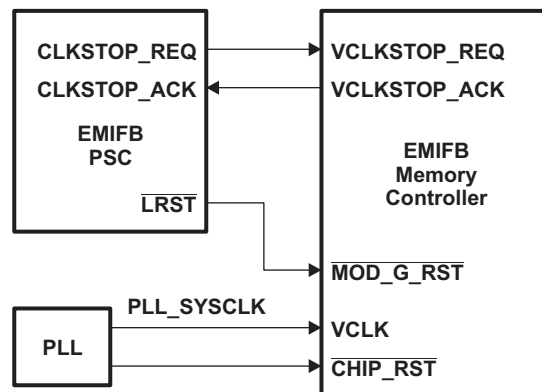 CLKSTOP_REQ
CLKSTOP_ACK
EMIFB
PSC
LRST
VCLKSTOP_REQ
VCLKSTOP_ACK
EMIFB
Memory
Controller
MOD_G_RST
PLL_SYSCLK
VCLK
PLL
CHIP_RST